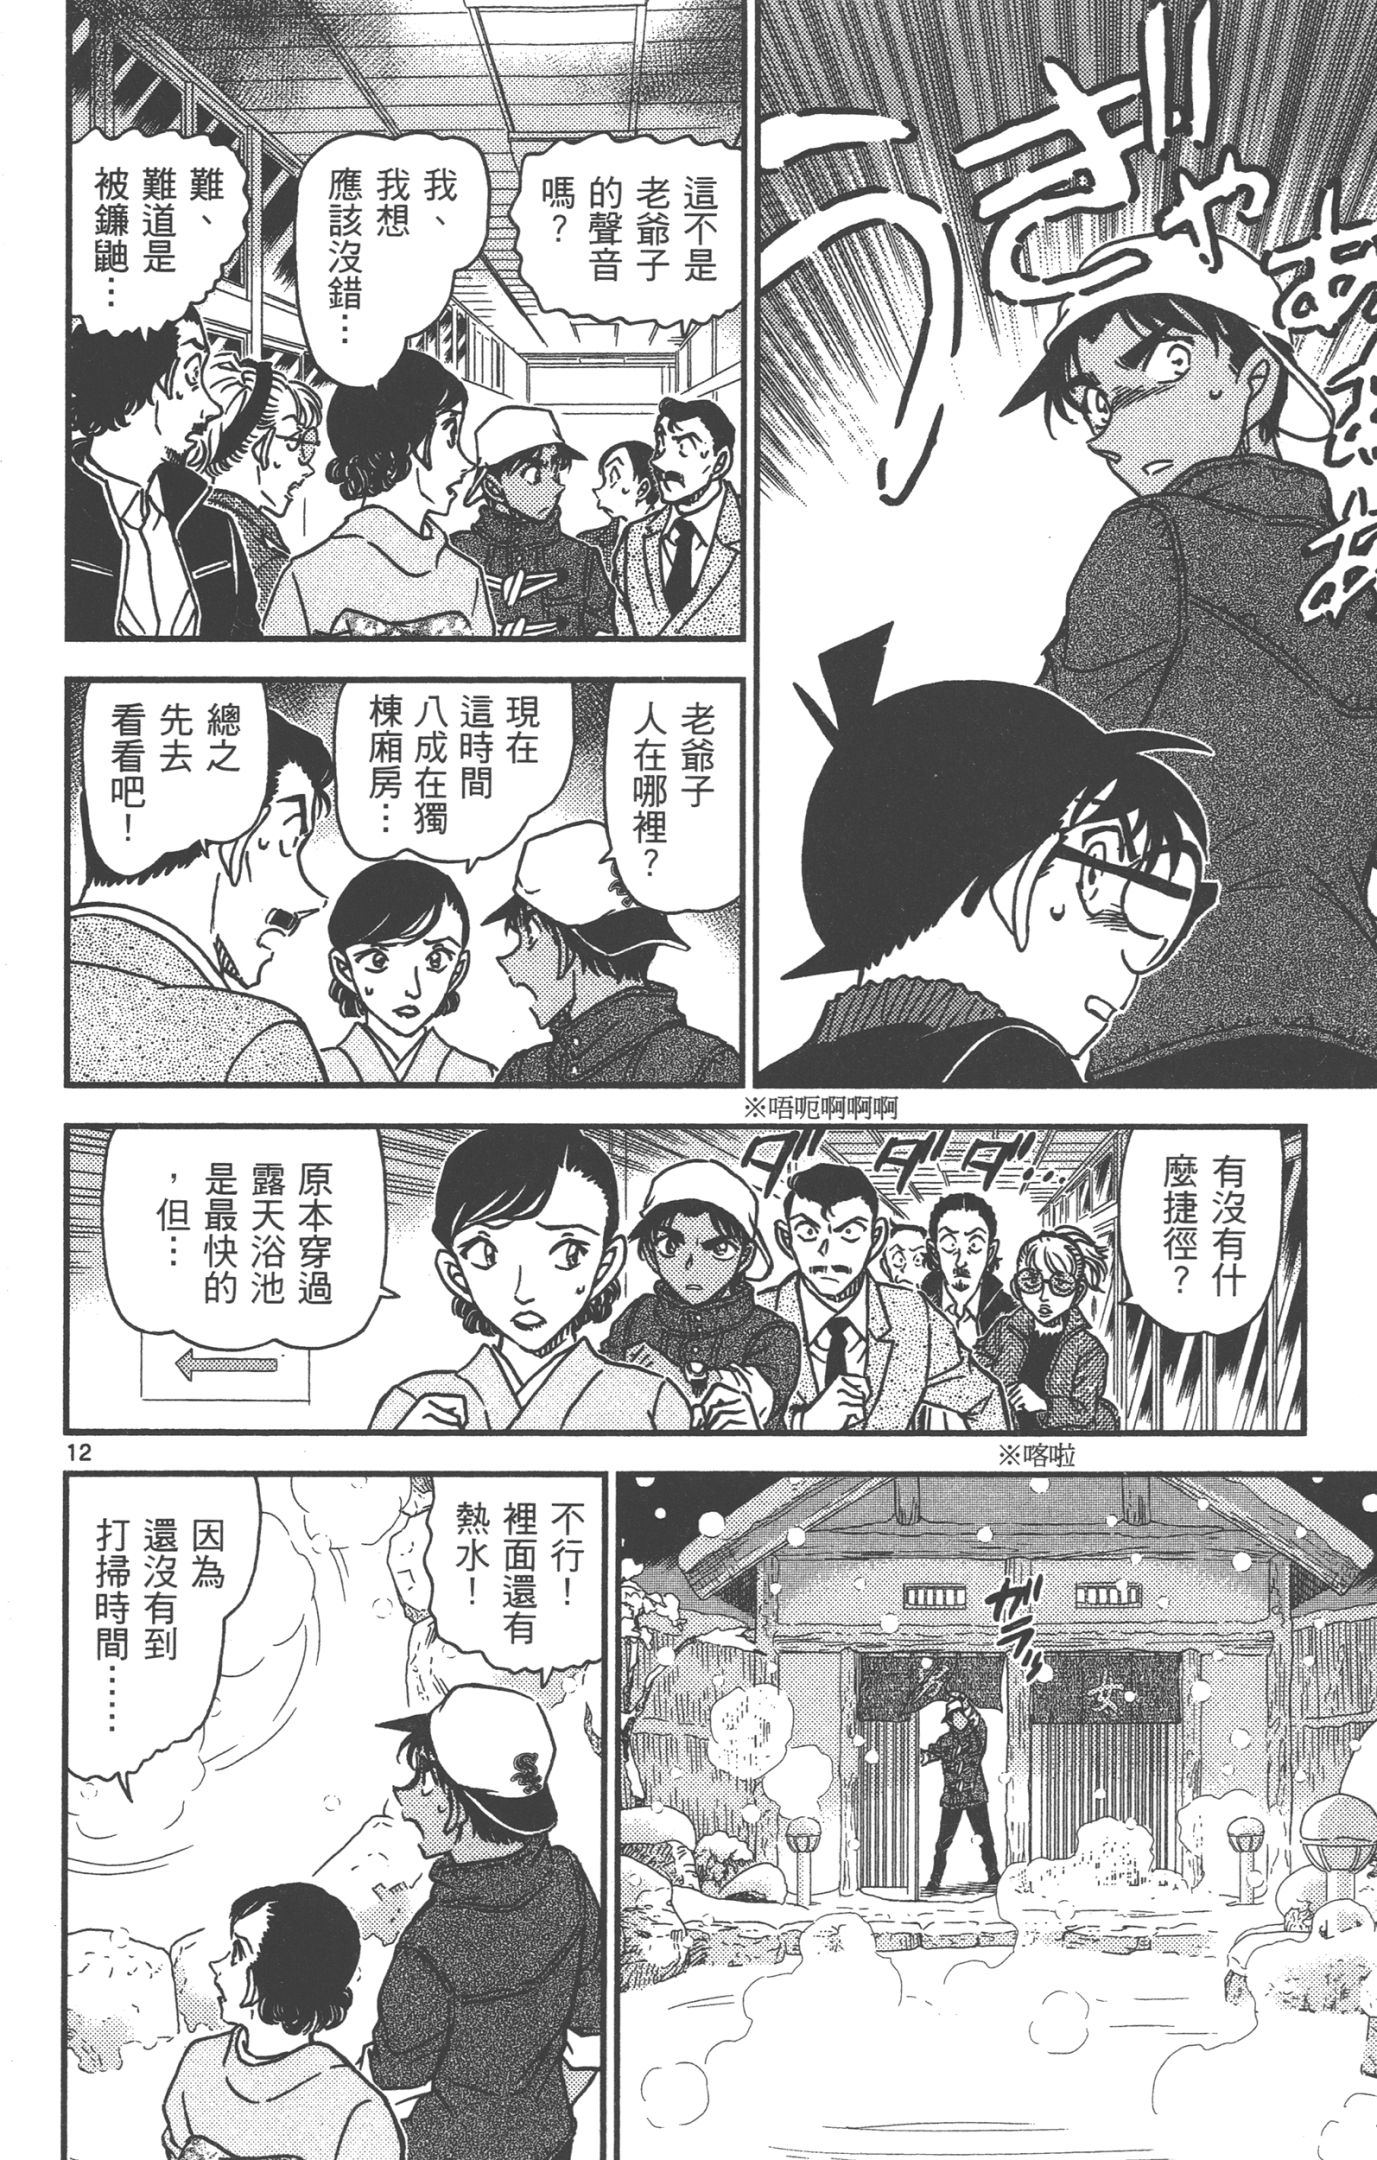 うぎゃああああ
這不是
老爺子
的聲音
嗎？
我、
我想
應該沒錯…
難、
難道是
被鐮鼬…
老爺子
人在哪裡？
現在
這時間
八成在獨
棟廂房…
總之
先去
看看吧！
※唔呃啊啊啊
有沒有什
麼捷徑？
ダダダ…
原本穿過
露天浴池
是最快的
，但…
12
※喀啦
ガラッ
女
不行！
裡面還有
熱水！
因為
還沒有到
打掃時間……